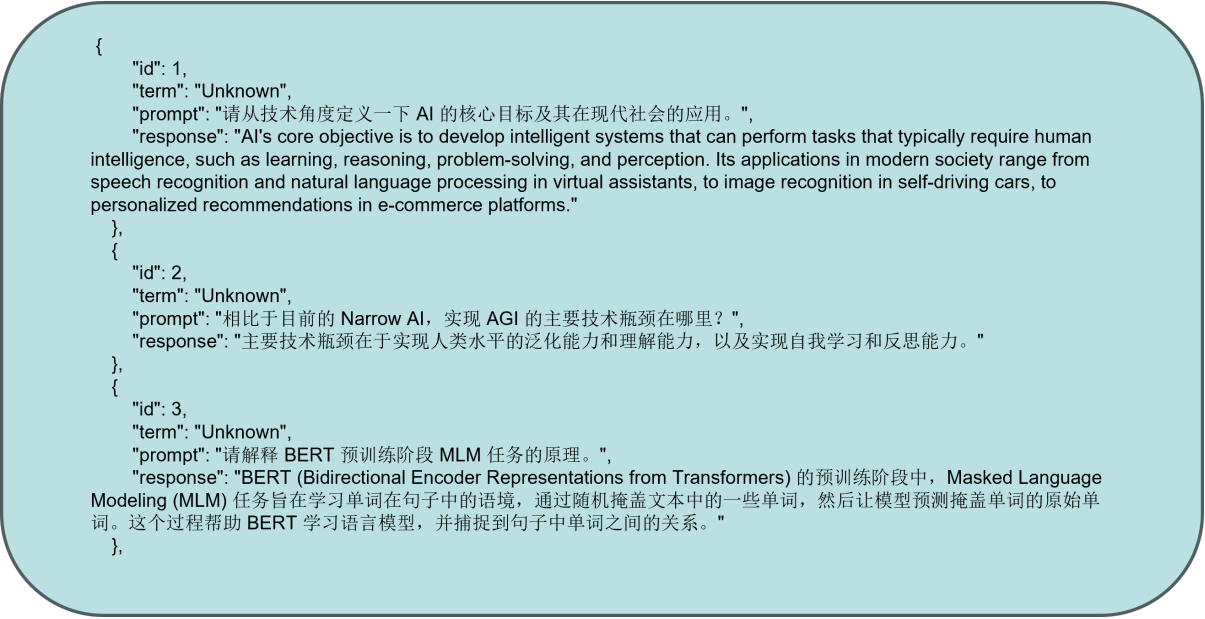 {
"id": 1,
"term": "Unknown",
"prompt": "请从技术角度定义一下 AI 的核心目标及其在现代社会的应用。",
"response": "AI's core objective is to develop intelligent systems that can perform tasks that typically require human
intelligence, such as learning, reasoning, problem-solving, and perception. Its applications in modern society range from
speech recognition and natural language processing in virtual assistants, to image recognition in self-driving cars, to
personalized recommendations in e-commerce platforms."
},
{
"id": 2,
"term": "Unknown",
"prompt": "相比于目前的 Narrow AI，实现 AGI 的主要技术瓶颈在哪里？",
"response": "主要技术瓶颈在于实现人类水平的泛化能力和理解能力，以及实现自我学习和反思能力。"
},
{
"id": 3,
"term": "Unknown",
"prompt": "请解释 BERT 预训练阶段 MLM 任务的原理。",
"response": "BERT (Bidirectional Encoder Representations from Transformers) 的预训练阶段中，Masked Language
Modeling (MLM) 任务旨在学习单词在句子中的语境，通过随机掩盖文本中的一些单词，然后让模型预测掩盖单词的原始单
词。这个过程帮助 BERT 学习语言模型，并捕捉到句子中单词之间的关系。"
},